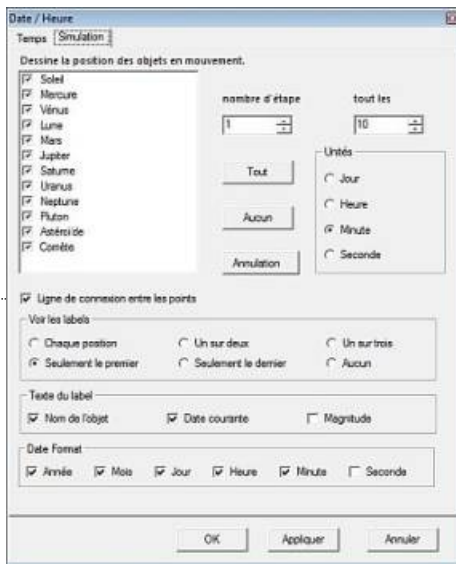 Date / Heure
Temps Simulation
Dessine la position des objets en mouvement.
Soleil
Mercure
Vénus
Lune
Mars
Jupiter
Saturne
Uranus
Neptune
Pluton
Astéroïde
Comète
nombre d'étape tout les
1 10
Tout
Aucun
Annulation
Unités
Jour
Heure
Minute
Seconde
Ligne de connexion entre les points
Voir les labels
Chaque position Un sur deux Un sur trois
Seulement le premier Seulement le dernier Aucun
Texte du label
Nom de l'objet Date courante Magnitude
Date Format
Année Mois Jour Heure Minute Seconde
OK Appliquer Annuler